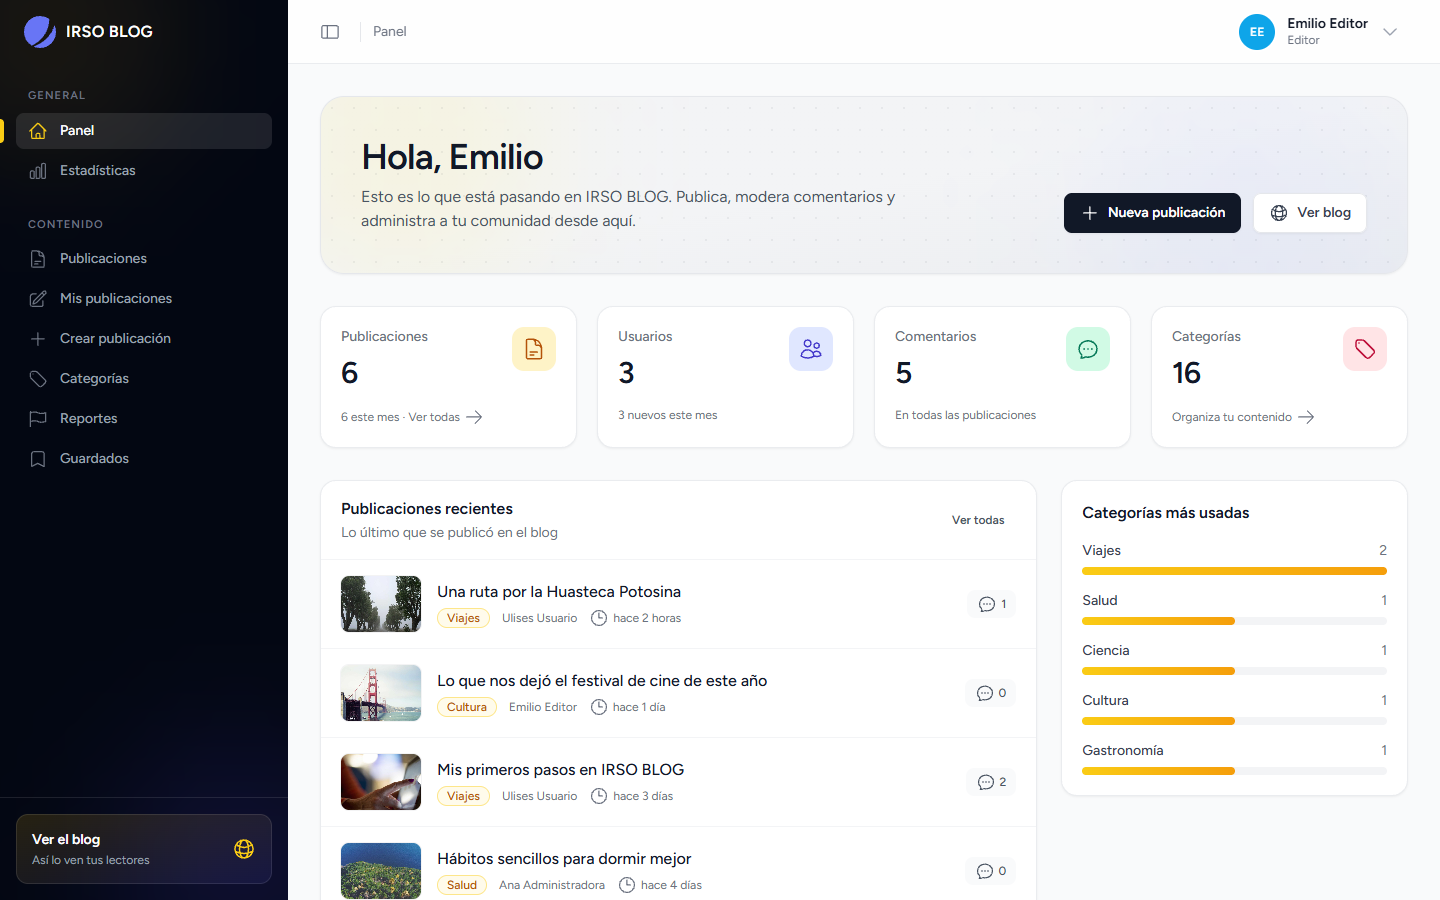 IRSO BLOG
GENERAL
Panel
Estadísticas
CONTENIDO
Publicaciones
Mis publicaciones
Crear publicación
Categorías
Reportes
Guardados
Ver el blog
Así lo ven tus lectores
Panel
EE
Emilio Editor
Editor
Hola, Emilio
Esto es lo que está pasando en IRSO BLOG. Publica, modera comentarios y
administra a tu comunidad desde aquí.
Nueva publicación
Ver blog
Publicaciones
6
6 este mes · Ver todas
Usuarios
3
3 nuevos este mes
Comentarios
5
En todas las publicaciones
Categorías
16
Organiza tu contenido
Publicaciones recientes
Lo último que se publicó en el blog
Ver todas
Una ruta por la Huasteca Potosina
Viajes Ulises Usuario hace 2 horas
1
Lo que nos dejó el festival de cine de este año
Cultura Emilio Editor hace 1 día
0
Mis primeros pasos en IRSO BLOG
Viajes Ulises Usuario hace 3 días
2
Hábitos sencillos para dormir mejor
Salud Ana Administradora hace 4 días
0
Categorías más usadas
Viajes 2
Salud 1
Ciencia 1
Cultura 1
Gastronomía 1